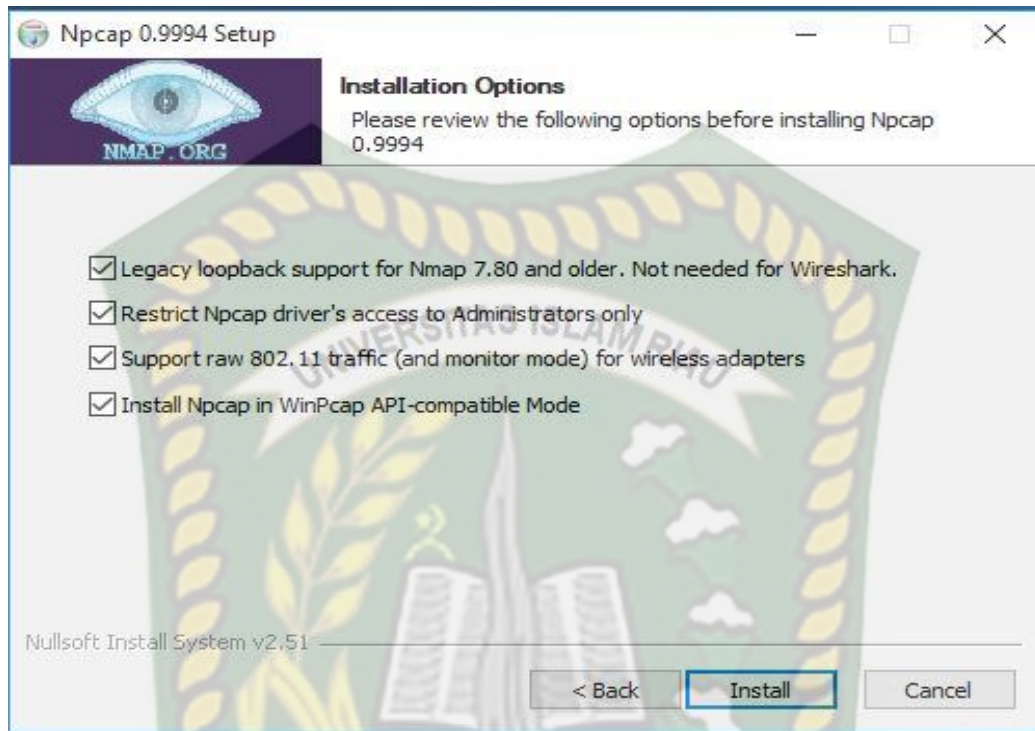 Npcap 0.9994 Setup
NMAP.ORG
Installation Options
Please review the following options before installing Npcap
0.9994
Legacy loopback support for Nmap 7.80 and older. Not needed for Wireshark.
Restrict Npcap driver's access to Administrators only
UNIVERSITAS ISLAM RIAU
Support raw 802.11 traffic (and monitor mode) for wireless adapters
Install Npcap in WinPcap API-compatible Mode
Nullsoft Install System v2.51
< Back Install Cancel